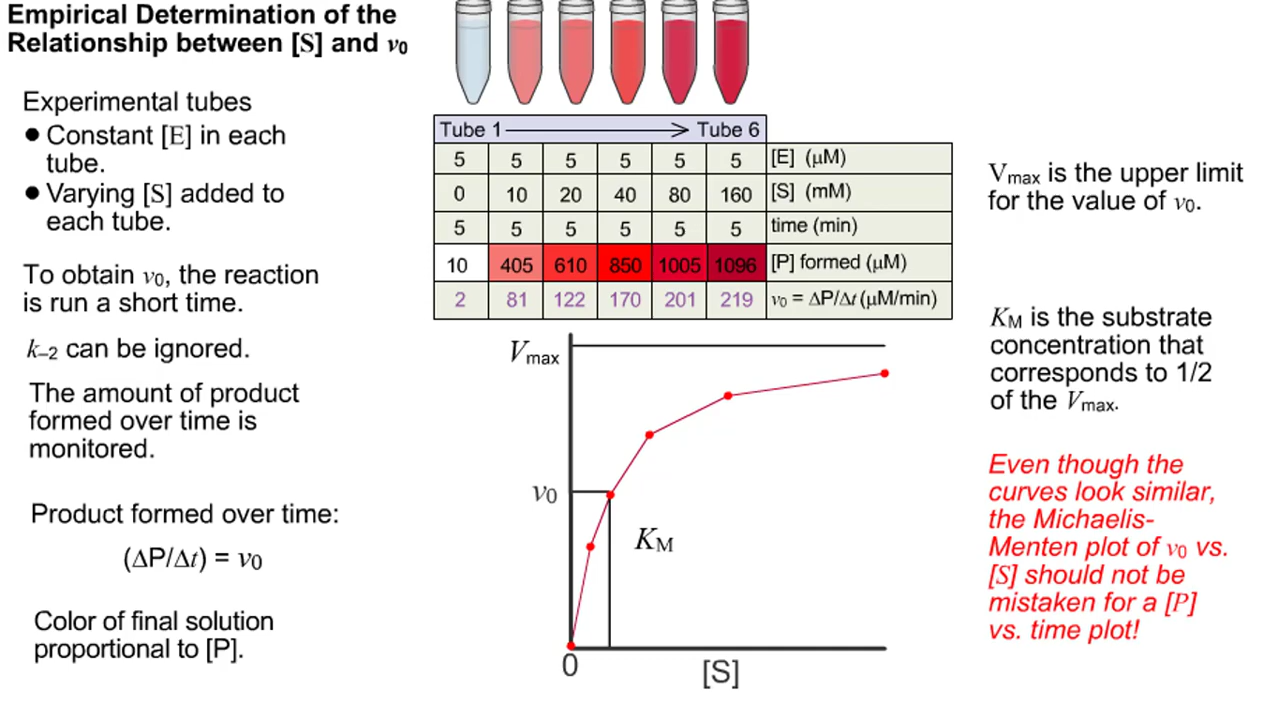 Empirical Determination of the
Relationship between [S] and v₀
Experimental tubes
● Constant [E] in each
tube.
● Varying [S] added to
each tube.
To obtain v₀, the reaction
is run a short time.
k₋₂ can be ignored.
The amount of product
formed over time is
monitored.
Product formed over time:
(ΔP/Δt) = v₀
Color of final solution
proportional to [P].
Tube 1 > Tube 6
5 5 5 5 5 5 [E] (μM)
0 10 20 40 80 160 [S] (mM)
5 5 5 5 5 5 time (min)
10 405 610 850 1005 1096 [P] formed (μM)
2 81 122 170 201 219 v₀ = ΔP/Δt (μM/min)
Vmax
v₀
KM
0
[S]
Vmax is the upper limit
for the value of v₀.
KM is the substrate
concentration that
corresponds to 1/2
of the Vmax.
Even though the
curves look similar,
the Michaelis-
Menten plot of v₀ vs.
[S] should not be
mistaken for a [P]
vs. time plot!